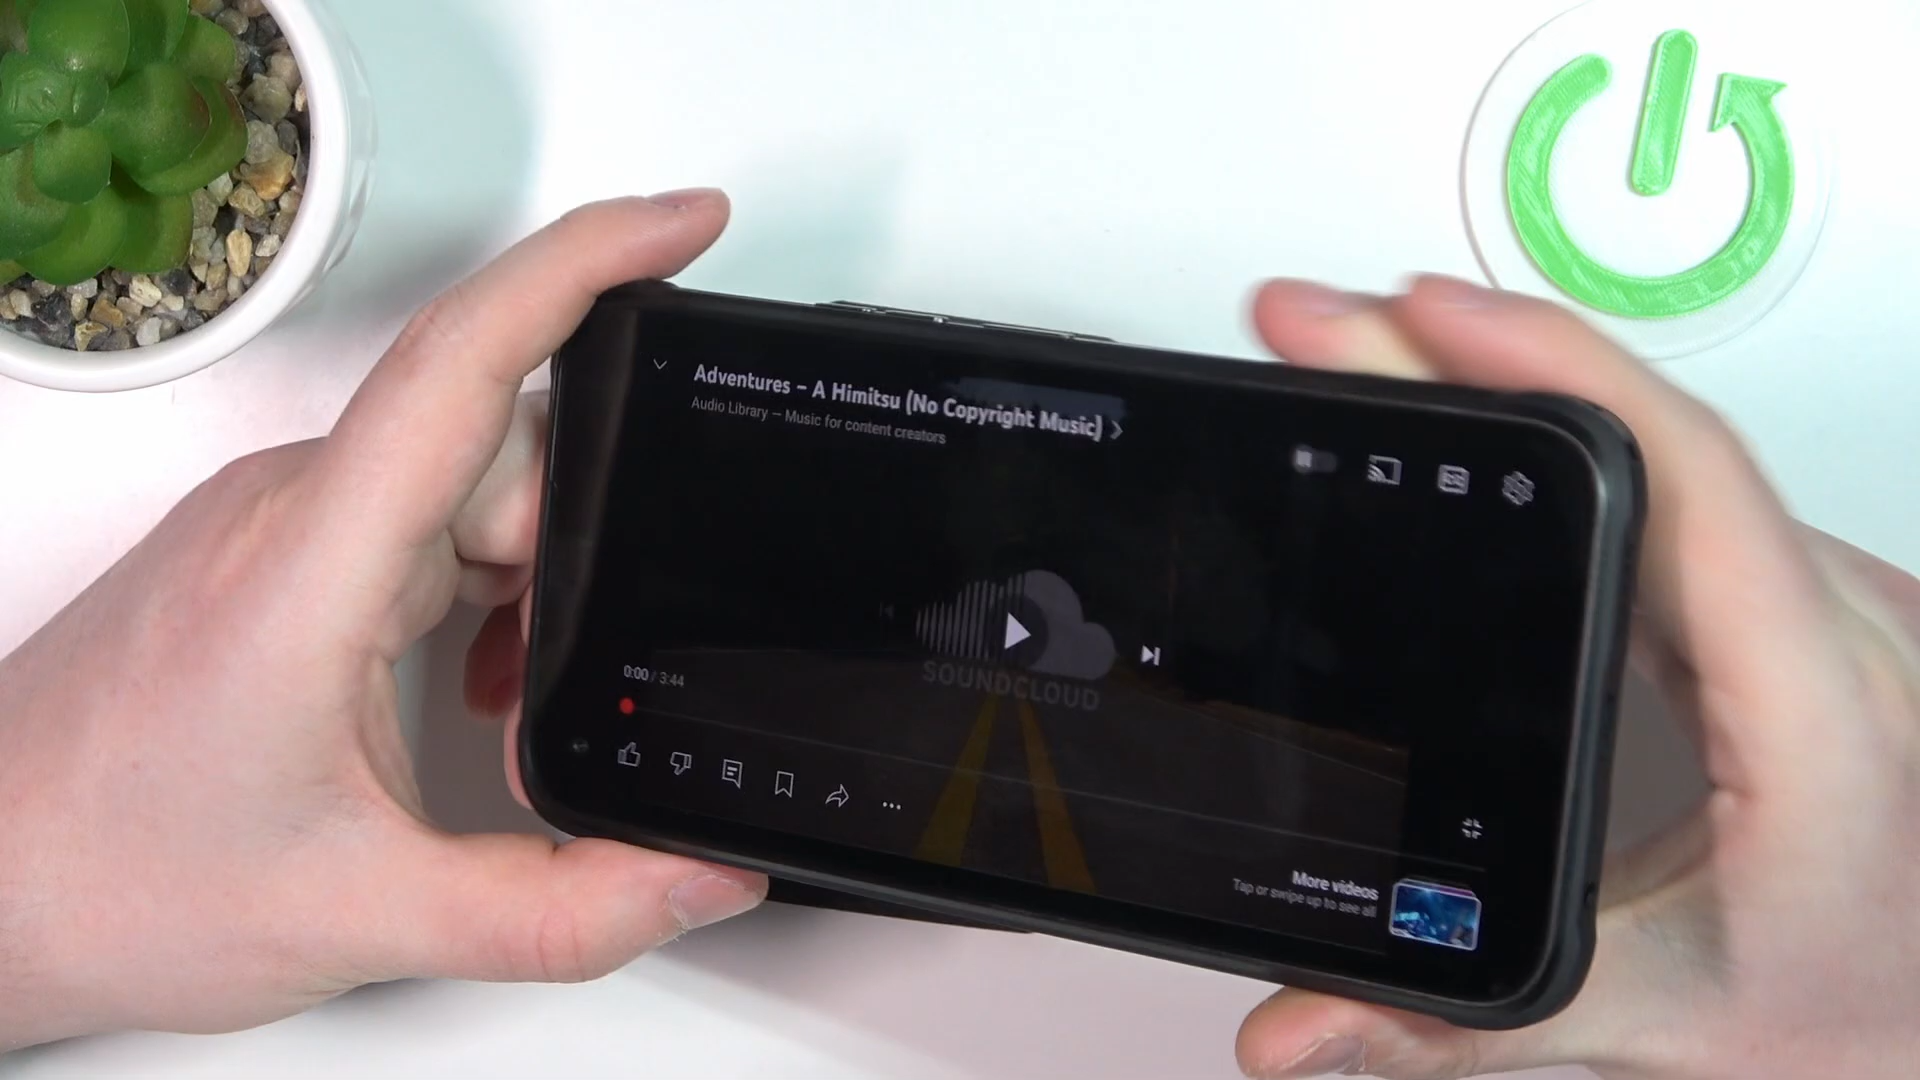 Adventures – A Himitsu (No Copyright Music)
Audio Library – Music for content creators
SOUNDCLOUD
0:00 / 3:44
More videos
Tap or swipe up to see all